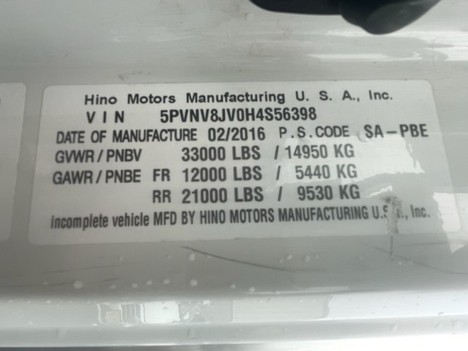 Hino Motors Manufacturing U. S. A., Inc.
VIN 5PVNV8JV0H4S56398
DATE OF MANUFACTURE 02/2016 P.S.CODE SA-PBE
GVWR/PNBV 33000 LBS /14950 KG
GAWR/PNBE FR 12000 LBS / 5440 KG
RR 21000 LBS / 9530 KG
incomplete vehicle MFD BY HINO MOTORS MANUFACTURING U.S.A., Inc.